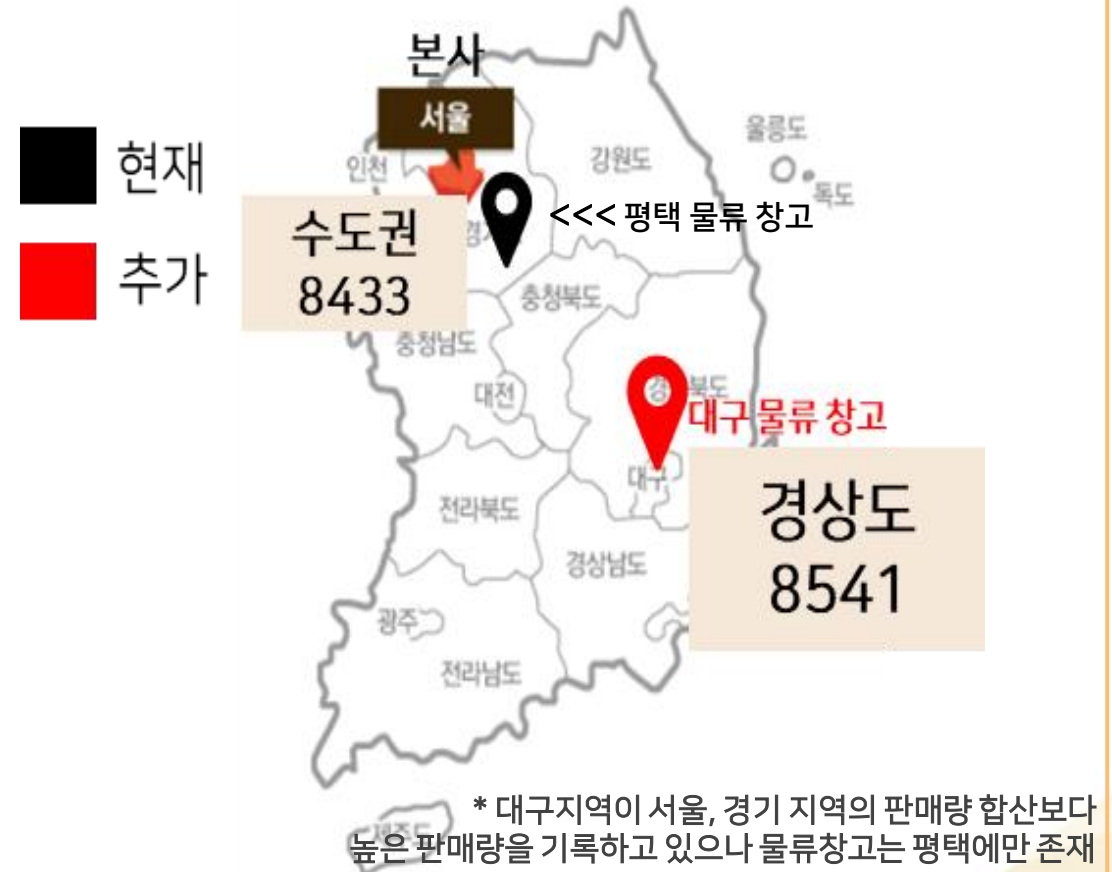 본사
서울
현재
추가
인천
강원도
울릉도
독도
<<< 평택 물류 창고
수도권
8433
충청북도
충청남도
대전
북도
대구 물류 창고
대구
경상도
8541
전라북도
경상남도
광주
전라남도
* 대구지역이 서울, 경기 지역의 판매량 합산보다
높은 판매량을 기록하고 있으나 물류창고는 평택에만 존재